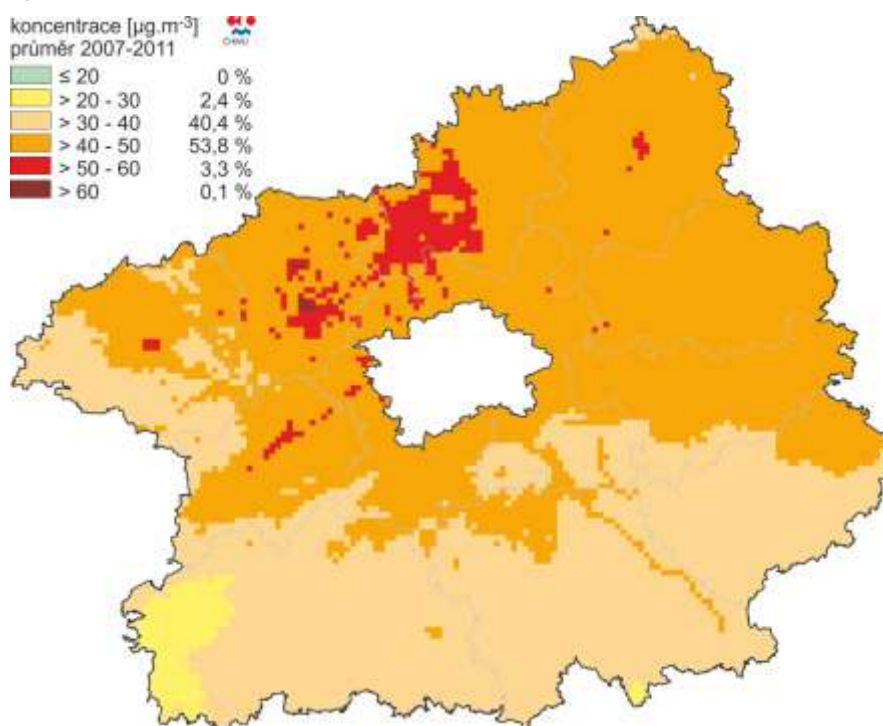 koncentrace [µg.m⁻³]
průměr 2007-2011
ČHMÚ
≤ 20 0 %
> 20 - 30 2,4 %
> 30 - 40 40,4 %
> 40 - 50 53,8 %
> 50 - 60 3,3 %
> 60 0,1 %